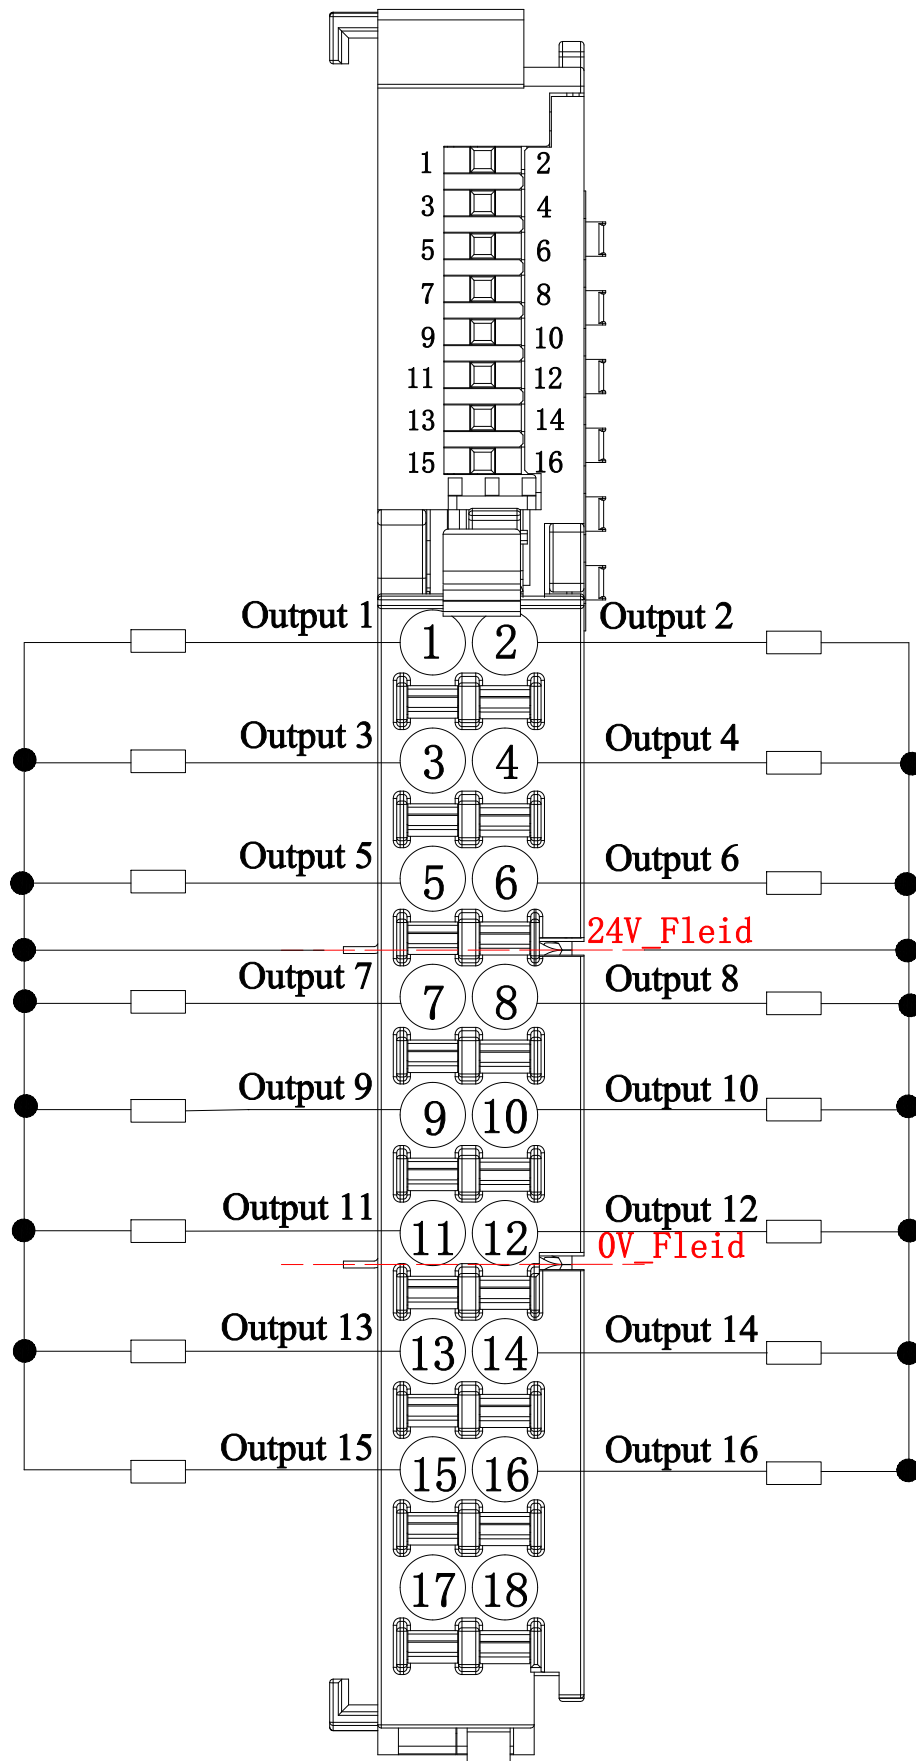 1 2
3 4
5 6
7 8
9 10
11 12
13 14
15 16
Output 1 1 2 Output 2
Output 3 3 4 Output 4
Output 5 5 6 Output 6
24V_Fleid
Output 7 7 8 Output 8
Output 9 9 10 Output 10
Output 11 11 12 Output 12
0V_Fleid
Output 13 13 14 Output 14
Output 15 15 16 Output 16
17 18